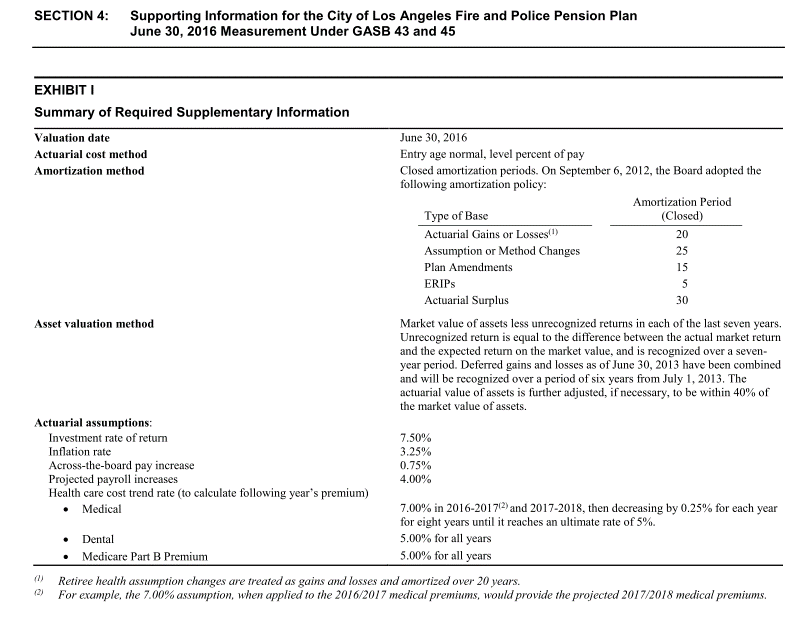 SECTION 4: Supporting Information for the City of Los Angeles Fire and Police Pension Plan
June 30, 2016 Measurement Under GASB 43 and 45
EXHIBIT I
Summary of Required Supplementary Information
Valuation date June 30, 2016
Actuarial cost method Entry age normal, level percent of pay
Amortization method Closed amortization periods. On September 6, 2012, the Board adopted the
following amortization policy:
Amortization Period
Type of Base (Closed)
Actuarial Gains or Losses(1) 20
Assumption or Method Changes 25
Plan Amendments 15
ERIPs 5
Actuarial Surplus 30
Asset valuation method Market value of assets less unrecognized returns in each of the last seven years.
Unrecognized return is equal to the difference between the actual market return
and the expected return on the market value, and is recognized over a seven-
year period. Deferred gains and losses as of June 30, 2013 have been combined
and will be recognized over a period of six years from July 1, 2013. The
actuarial value of assets is further adjusted, if necessary, to be within 40% of
the market value of assets.
Actuarial assumptions:
Investment rate of return 7.50%
Inflation rate 3.25%
Across-the-board pay increase 0.75%
Projected payroll increases 4.00%
Health care cost trend rate (to calculate following year's premium)
• Medical 7.00% in 2016-2017(2) and 2017-2018, then decreasing by 0.25% for each year
for eight years until it reaches an ultimate rate of 5%.
• Dental 5.00% for all years
• Medicare Part B Premium 5.00% for all years
(1) Retiree health assumption changes are treated as gains and losses and amortized over 20 years.
(2) For example, the 7.00% assumption, when applied to the 2016/2017 medical premiums, would provide the projected 2017/2018 medical premiums.